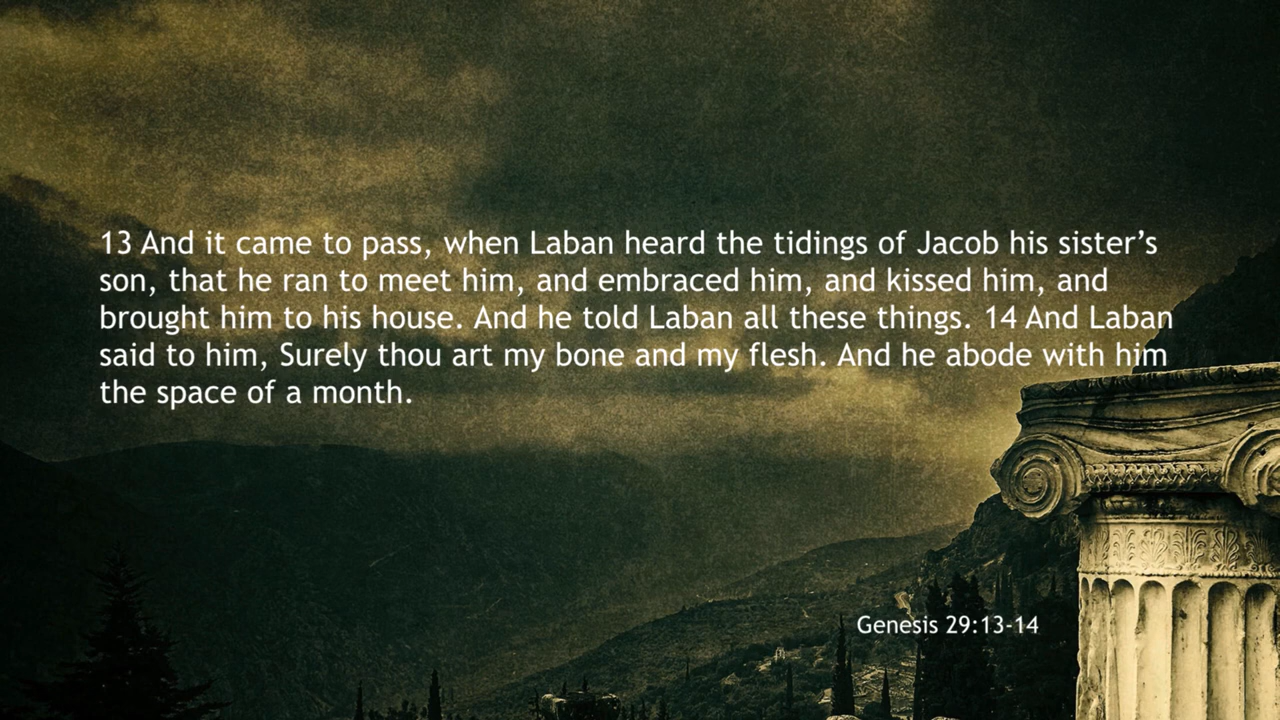 13 And it came to pass, when Laban heard the tidings of Jacob his sister’s
son, that he ran to meet him, and embraced him, and kissed him, and
brought him to his house. And he told Laban all these things. 14 And Laban
said to him, Surely thou art my bone and my flesh. And he abode with him
the space of a month.
Genesis 29:13-14